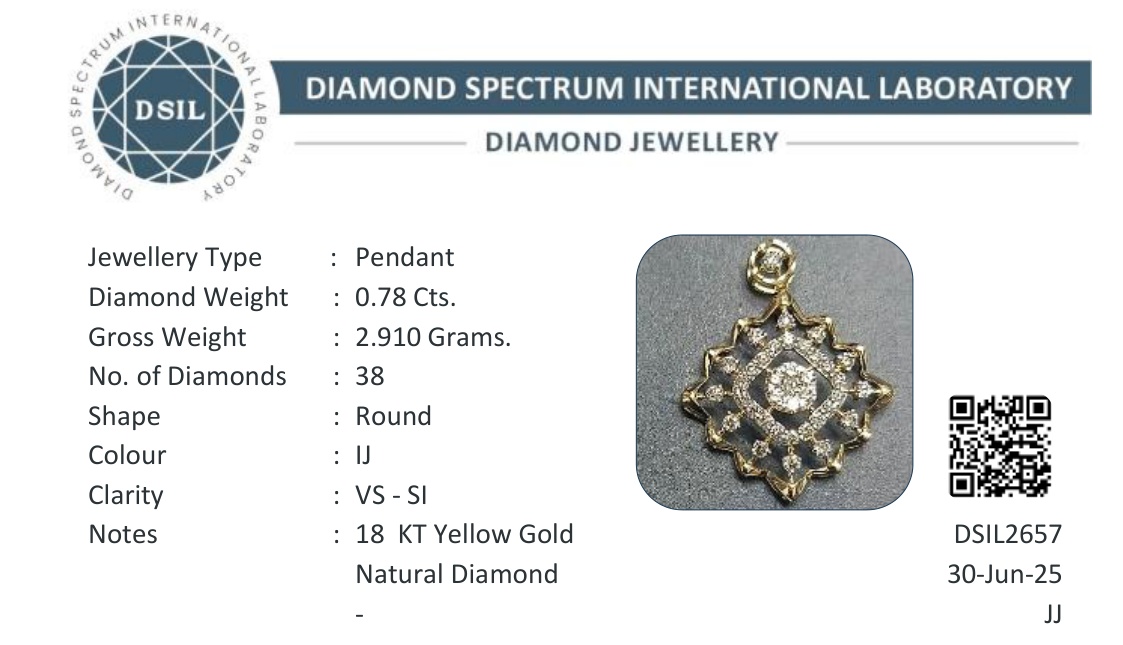 DIAMOND SPECTRUM INTERNATIONAL LABORATORY
DSIL
DIAMOND SPECTRUM INTERNATIONAL LABORATORY
DIAMOND JEWELLERY
Jewellery Type : Pendant
Diamond Weight : 0.78 Cts.
Gross Weight : 2.910 Grams.
No. of Diamonds : 38
Shape : Round
Colour : IJ
Clarity : VS - SI
Notes : 18 KT Yellow Gold
Natural Diamond
-
DSIL2657
30-Jun-25
JJ